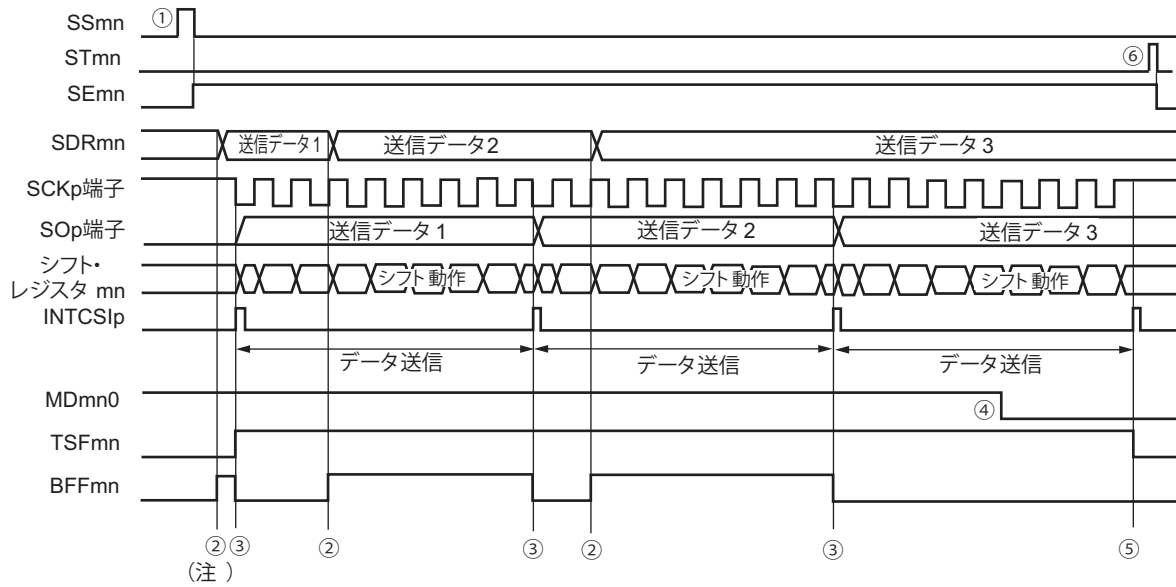 SSmn ①
STmn ⑥
SEmn
SDRmn 送信データ1 送信データ2 送信データ3
SCKp端子
SOp端子 送信データ1 送信データ2 送信データ3
シフト・
レジスタ mn シフト動作 シフト動作 シフト動作
INTCSIp
データ送信 データ送信 データ送信
MDmn0 ④
TSFmn
BFFmn
②③ ② ③ ② ③ ⑤
(注)